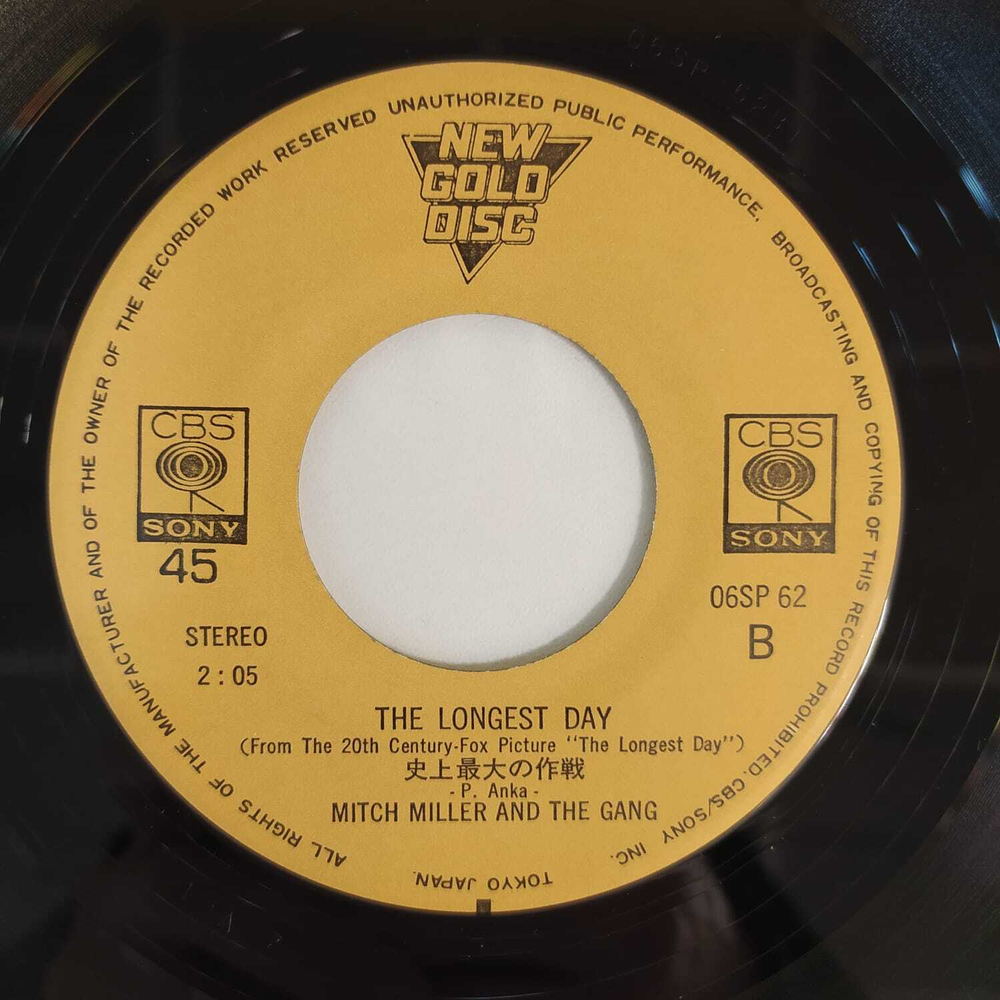 ALL RIGHTS OF THE MANUFACTURER AND OF THE OWNER OF THE RECORDED WORK RESERVED UNAUTHORIZED PUBLIC PERFORMANCE, BROADCASTING AND COPYING OF THIS RECORD PROHIBITED. CBS/SONY INC.
TOKYO JAPAN.
NEW
GOLD
DISC
CBS
SONY
45
STEREO
2:05
CBS
SONY
06SP 62
B
THE LONGEST DAY
(From The 20th Century-Fox Picture "The Longest Day")
史上最大の作戦
- P. Anka -
MITCH MILLER AND THE GANG